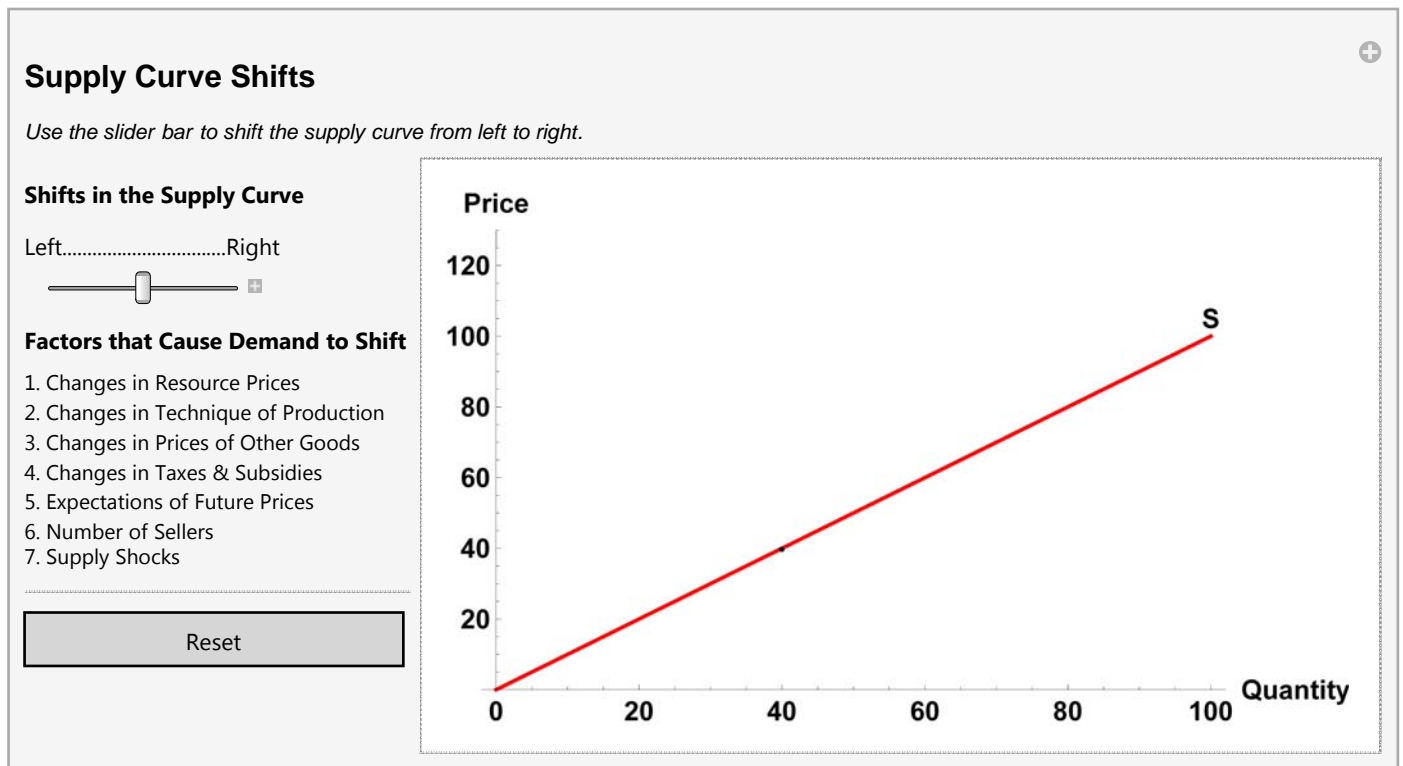 Supply Curve Shifts
Use the slider bar to shift the supply curve from left to right.
Shifts in the Supply Curve
Left.................................Right
Factors that Cause Demand to Shift
1. Changes in Resource Prices
2. Changes in Technique of Production
3. Changes in Prices of Other Goods
4. Changes in Taxes & Subsidies
5. Expectations of Future Prices
6. Number of Sellers
7. Supply Shocks
Reset
Price
120
100
80
60
40
20
S
Quantity
0 20 40 60 80 100